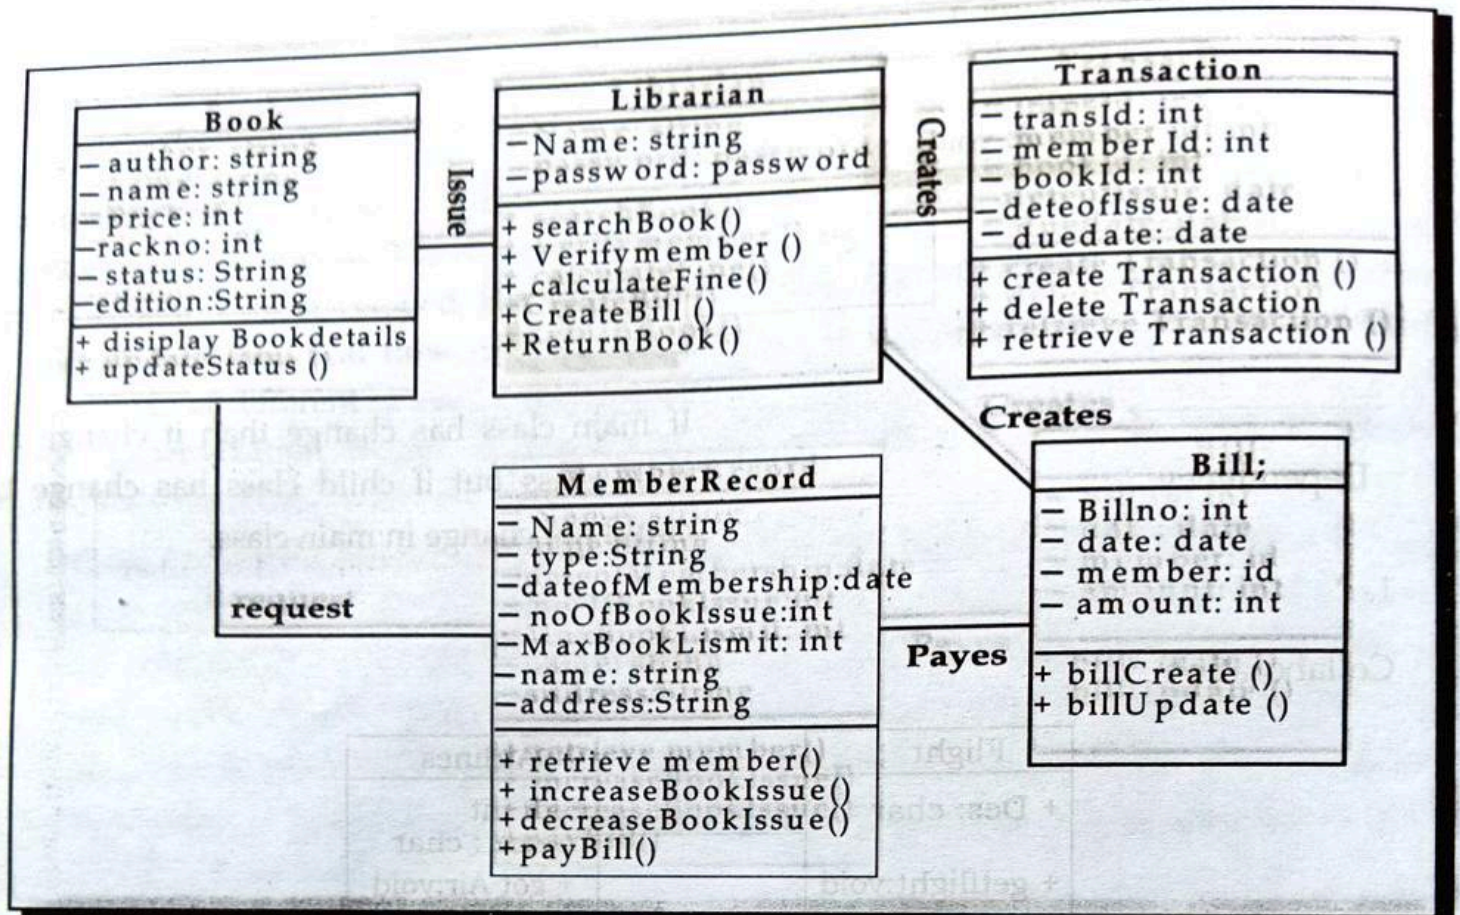 Book
— author: string
— name: string
— price: int
—rackno: int
— status: String
—edition:String
+ disiplay Bookdetails
+ updateStatus ()
Issue
Librarian
—Name: string
—password: password
+ searchBook()
+ Verifymember ()
+ calculateFine()
+CreateBill ()
+ReturnBook()
Creates
Transaction
— transId: int
— member Id: int
— bookId: int
—deteofIssue: date
— duedate: date
+ create Transaction ()
+ delete Transaction
+ retrieve Transaction ()
Creates
request
MemberRecord
— Name: string
— type:String
—dateofMembership:date
— noOfBookIssue:int
—MaxBookLismit: int
—name: string
—address:String
+ retrieve member()
+ increaseBookIssue()
+decreaseBookIssue()
+payBill()
Payes
Bill;
— Billno: int
— date: date
— member: id
— amount: int
+ billCreate ()
+ billUpdate ()